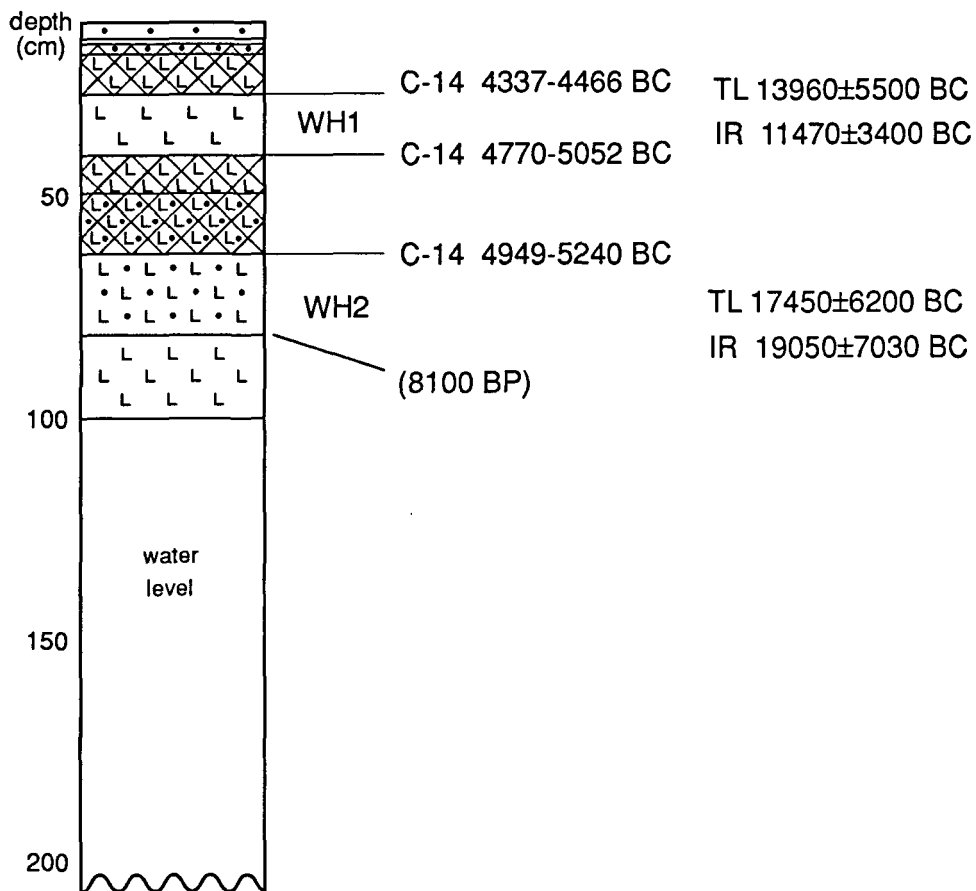 depth
(cm)
C-14 4337-4466 BC
TL 13960±5500 BC
WH1
IR 11470±3400 BC
C-14 4770-5052 BC
50
C-14 4949-5240 BC
WH2
TL 17450±6200 BC
IR 19050±7030 BC
(8100 BP)
100
water
level
150
200